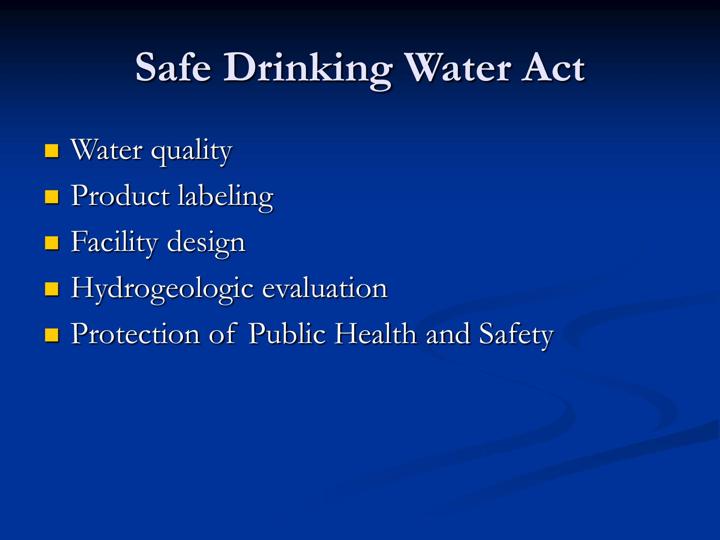 Safe Drinking Water Act
Water quality
Product labeling
Facility design
Hydrogeologic evaluation
Protection of Public Health and Safety